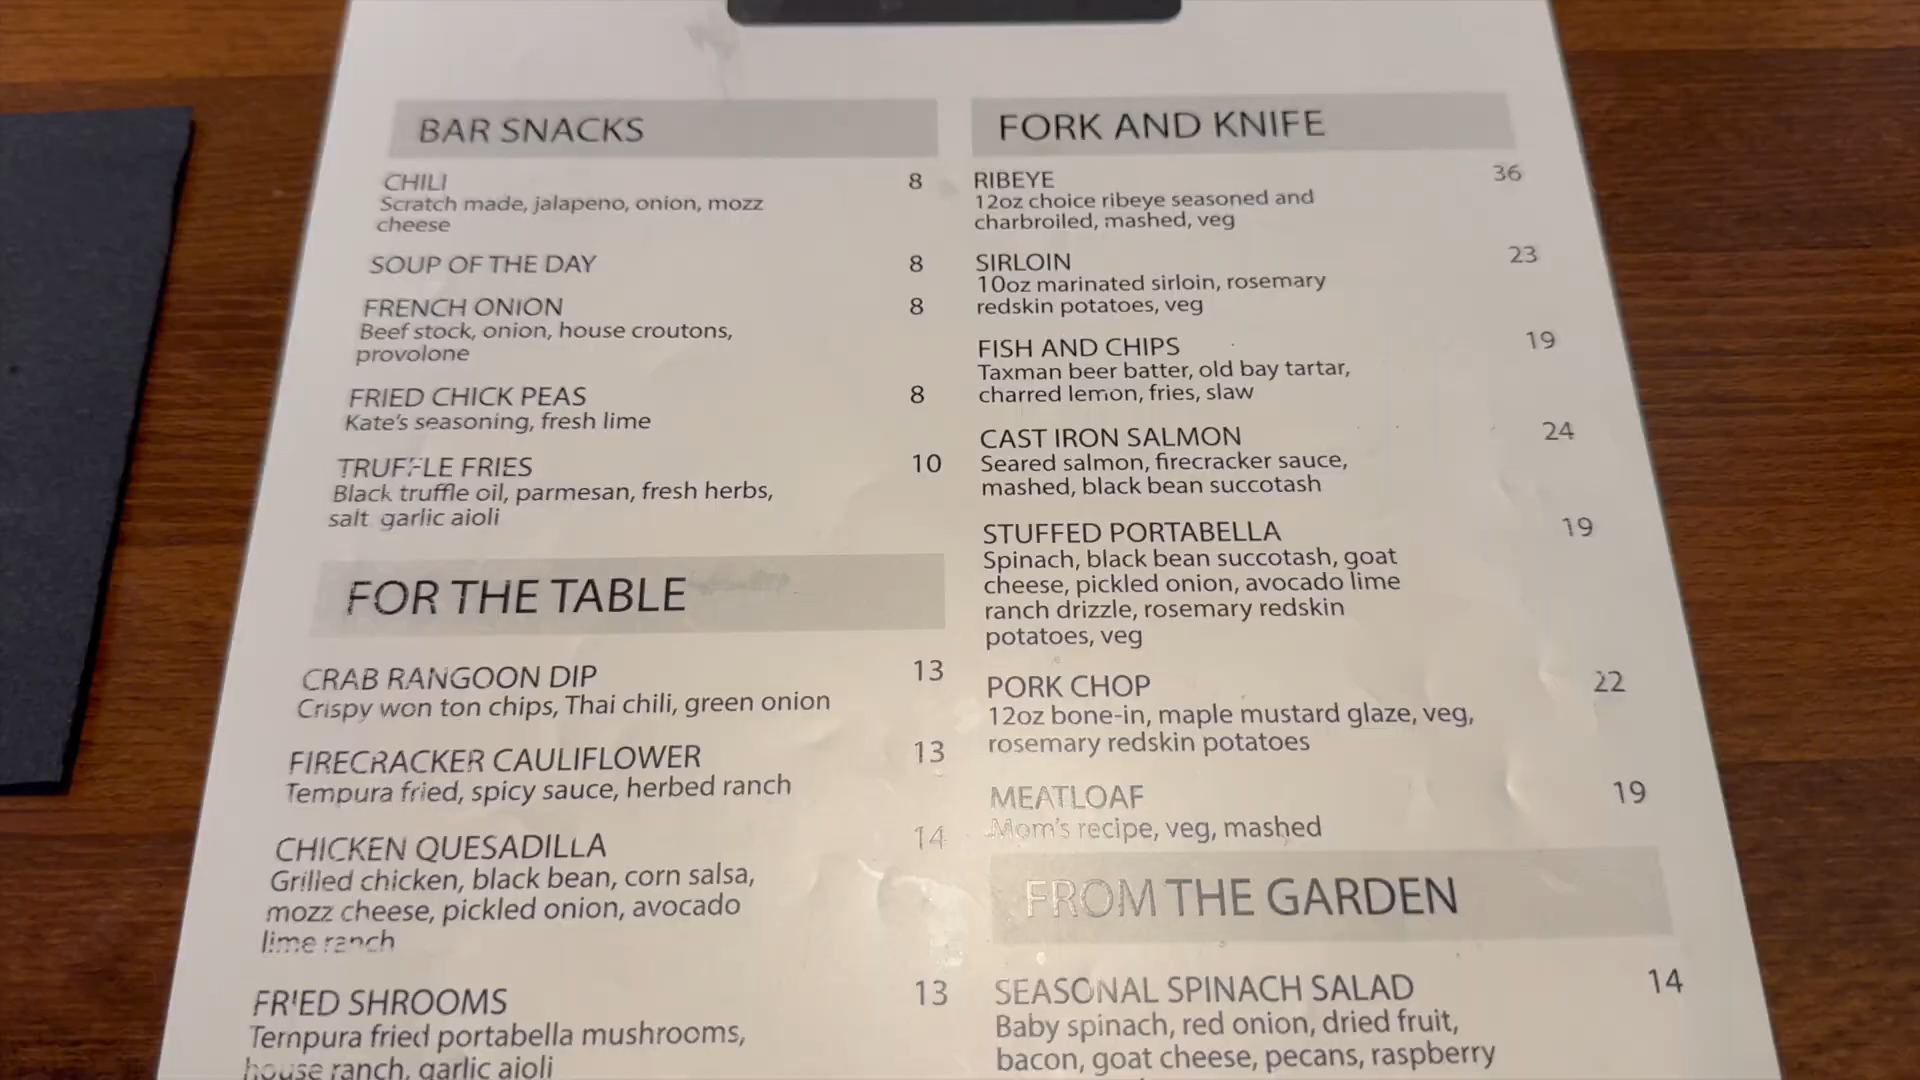 BAR SNACKS
CHILI 8
Scratch made, jalapeno, onion, mozz
cheese
SOUP OF THE DAY 8
FRENCH ONION 8
Beef stock, onion, house croutons,
provolone
FRIED CHICK PEAS 8
Kate's seasoning, fresh lime
TRUFFLE FRIES 10
Black truffle oil, parmesan, fresh herbs,
salt garlic aioli
FOR THE TABLE
CRAB RANGOON DIP 13
Crispy won ton chips, Thai chili, green onion
FIRECRACKER CAULIFLOWER 13
Tempura fried, spicy sauce, herbed ranch
CHICKEN QUESADILLA 14
Grilled chicken, black bean, corn salsa,
mozz cheese, pickled onion, avocado
lime ranch
FRIED SHROOMS 13
Tempura fried portabella mushrooms,
house ranch, garlic aioli
FORK AND KNIFE
RIBEYE 36
12oz choice ribeye seasoned and
charbroiled, mashed, veg
SIRLOIN 23
10oz marinated sirloin, rosemary
redskin potatoes, veg
FISH AND CHIPS 19
Taxman beer batter, old bay tartar,
charred lemon, fries, slaw
CAST IRON SALMON 24
Seared salmon, firecracker sauce,
mashed, black bean succotash
STUFFED PORTABELLA 19
Spinach, black bean succotash, goat
cheese, pickled onion, avocado lime
ranch drizzle, rosemary redskin
potatoes, veg
PORK CHOP 22
12oz bone-in, maple mustard glaze, veg,
rosemary redskin potatoes
MEATLOAF 19
Mom's recipe, veg, mashed
FROM THE GARDEN
SEASONAL SPINACH SALAD 14
Baby spinach, red onion, dried fruit,
bacon, goat cheese, pecans, raspberry